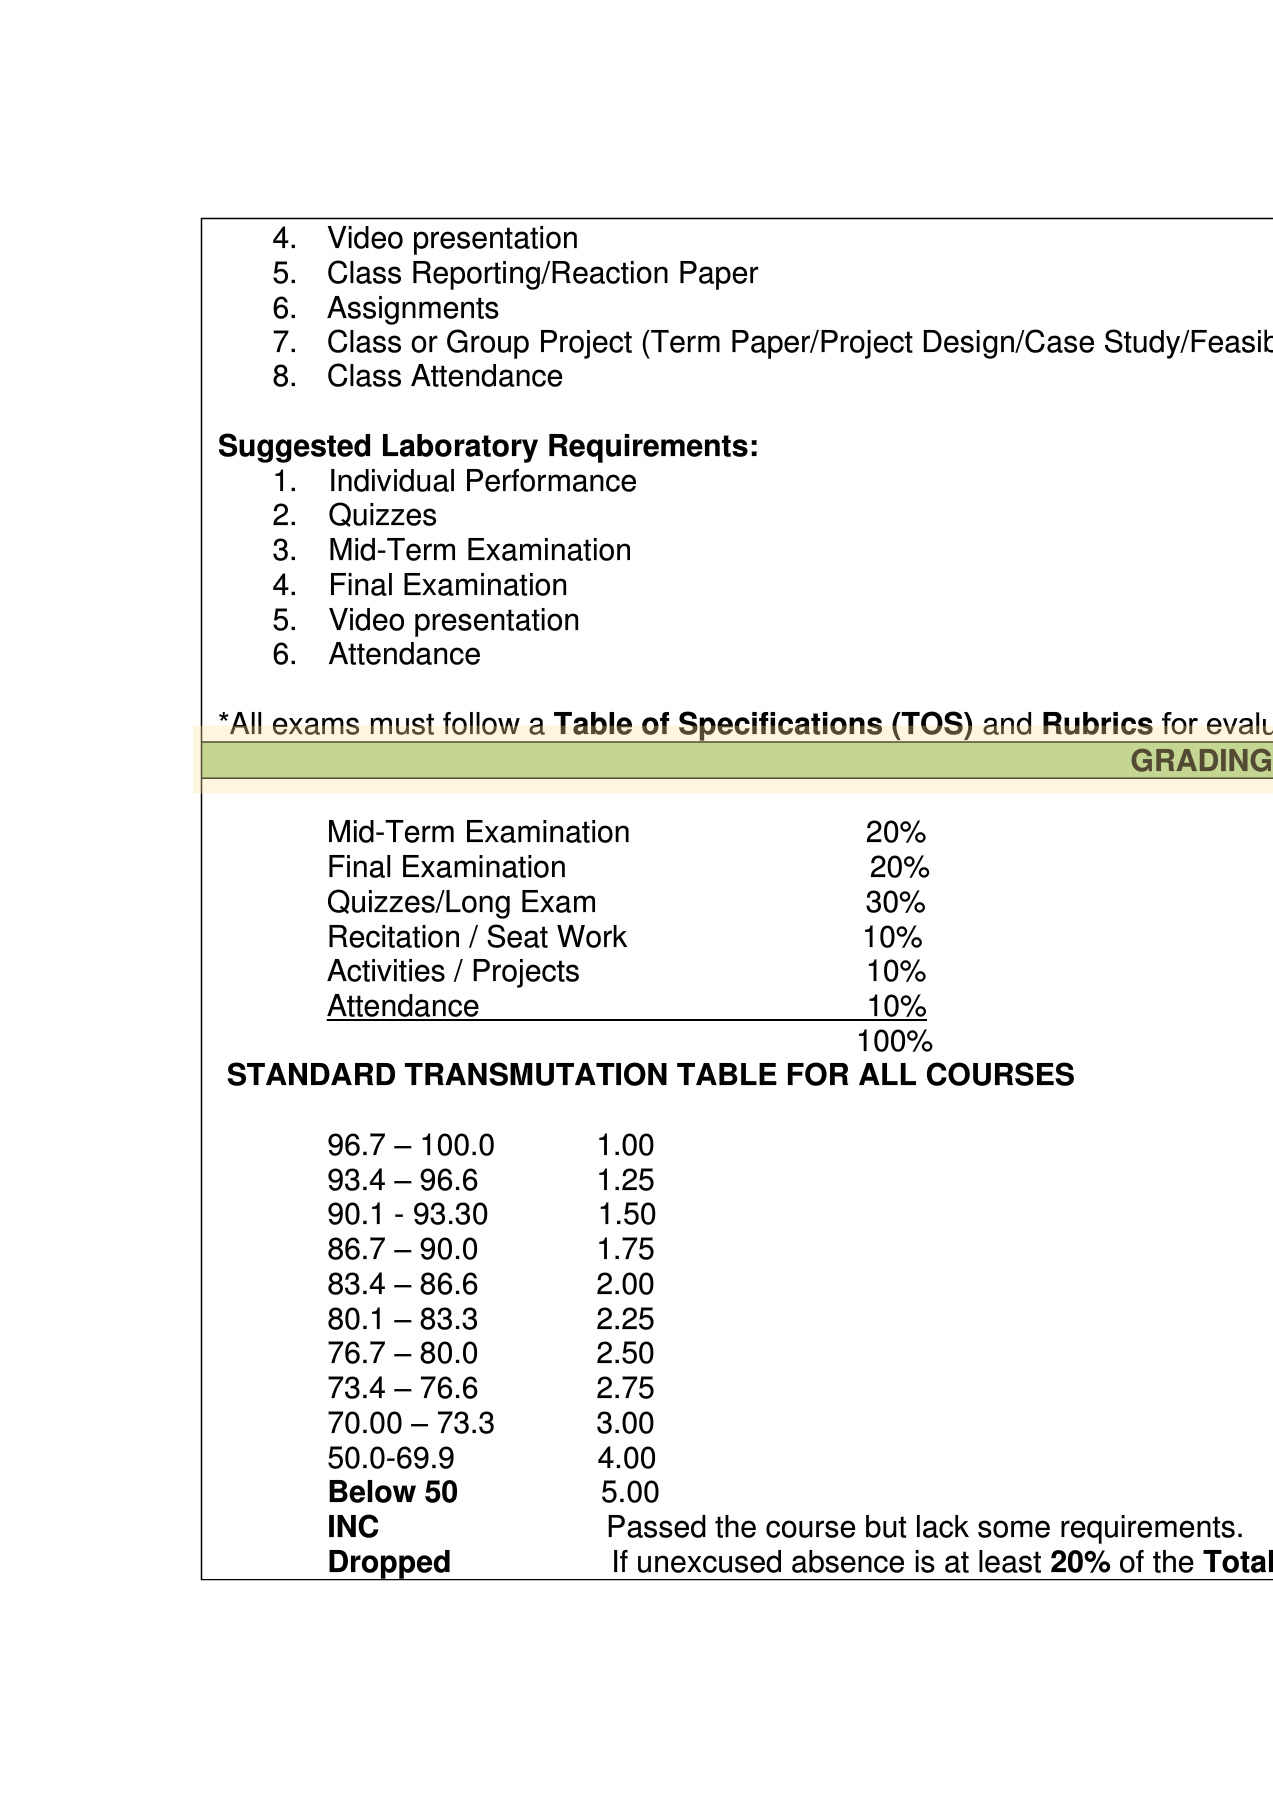 4. Video presentation
5. Class Reporting/Reaction Paper
6. Assignments
7. Class or Group Project (Term Paper/Project Design/Case Study/Feasib
8. Class Attendance
Suggested Laboratory Requirements:
1. Individual Performance
2. Quizzes
3. Mid-Term Examination
4. Final Examination
5. Video presentation
6. Attendance
*All exams must follow a Table of Specifications (TOS) and Rubrics for evalu
GRADING
Mid-Term Examination 20%
Final Examination 20%
Quizzes/Long Exam 30%
Recitation / Seat Work 10%
Activities / Projects 10%
Attendance 10%
100%
STANDARD TRANSMUTATION TABLE FOR ALL COURSES
96.7 – 100.0 1.00
93.4 – 96.6 1.25
90.1 - 93.30 1.50
86.7 – 90.0 1.75
83.4 – 86.6 2.00
80.1 – 83.3 2.25
76.7 – 80.0 2.50
73.4 – 76.6 2.75
70.00 – 73.3 3.00
50.0-69.9 4.00
Below 50 5.00
INC Passed the course but lack some requirements.
Dropped If unexcused absence is at least 20% of the Total